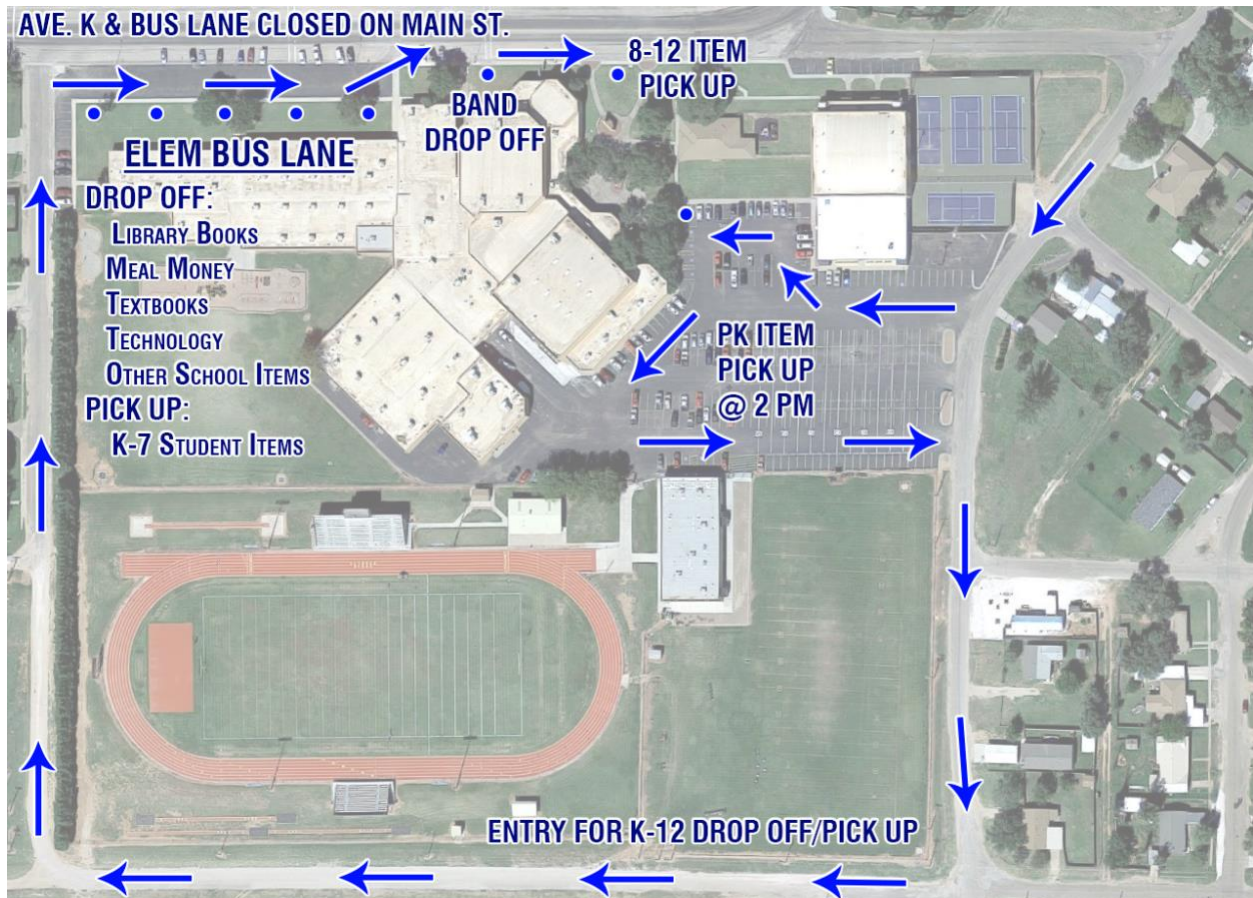 AVE. K & BUS LANE CLOSED ON MAIN ST.
8-12 ITEM
PICK UP
BAND
DROP OFF
ELEM BUS LANE
DROP OFF:
LIBRARY BOOKS
MEAL MONEY
TEXTBOOKS
TECHNOLOGY
OTHER SCHOOL ITEMS
PICK UP:
K-7 STUDENT ITEMS
PK ITEM
PICK UP
@ 2 PM
ENTRY FOR K-12 DROP OFF/PICK UP